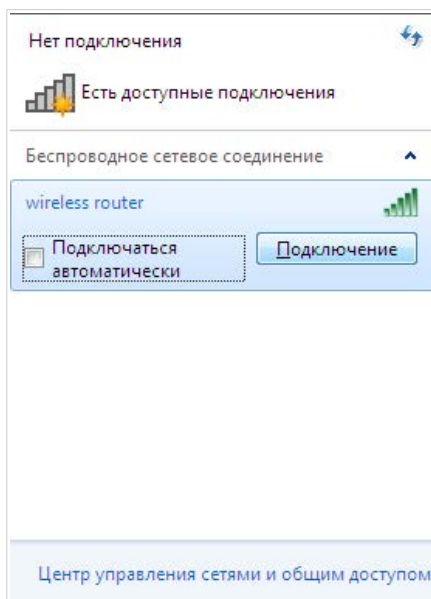 Нет подключения
Есть доступные подключения
Беспроводное сетевое соединение
wireless router
Подключаться
автоматически
Подключение
Центр управления сетями и общим доступом